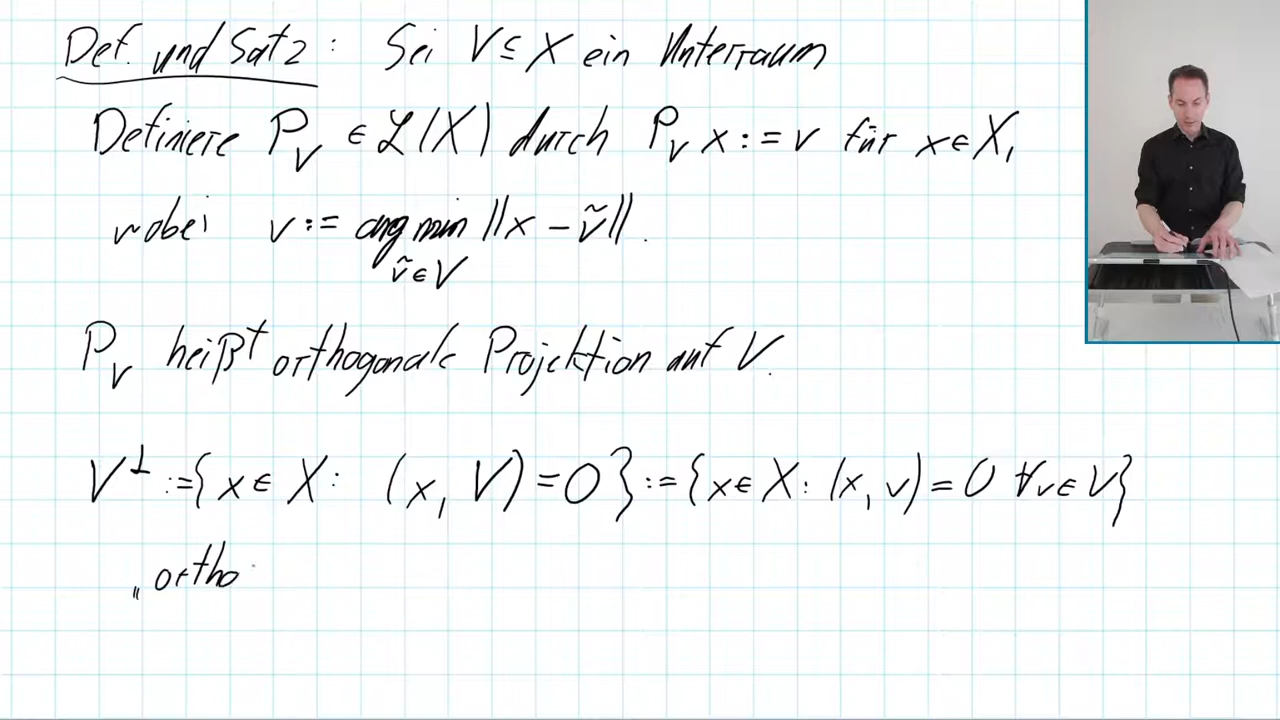 Def. und Satz: Sei V ⊆ X ein Unterraum
Definiere P_V ∈ ℒ(X) durch P_V x := v für x ∈ X,
wobei v := arg min ||x - ṽ||.
ṽ ∈ V
P_V heißt orthogonale Projektion auf V.
V^⊥ := {x ∈ X: (x, V) = 0} := {x ∈ X: (x, v) = 0 ∀v ∈ V}
„ortho